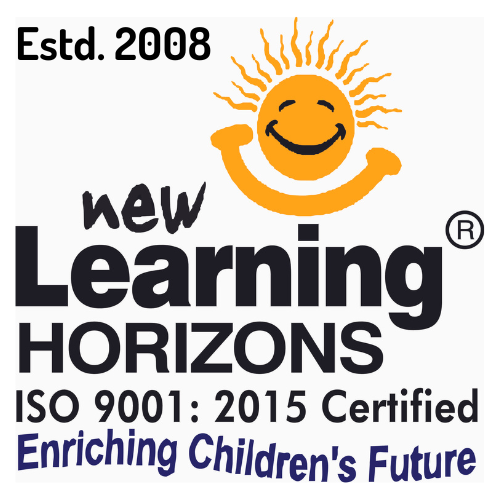 Estd. 2008
new
Learning ®
HORIZONS
ISO 9001: 2015 Certified
Enriching Children's Future